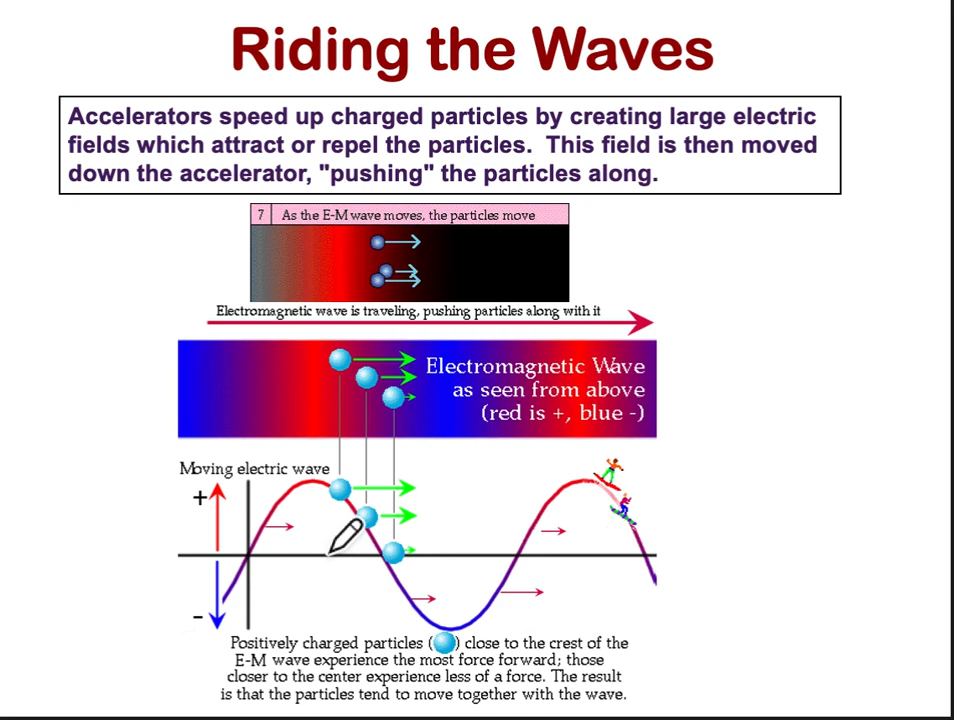 Riding the Waves
Accelerators speed up charged particles by creating large electric
fields which attract or repel the particles.  This field is then moved
down the accelerator, "pushing" the particles along.
7 As the E-M wave moves, the particles move
Electromagnetic wave is traveling, pushing particles along with it
Electromagnetic Wave
as seen from above
(red is +, blue -)
Moving electric wave
+
-
Positively charged particles ( ) close to the crest of the
E-M wave experience the most force forward; those
closer to the center experience less of a force. The result
is that the particles tend to move together with the wave.